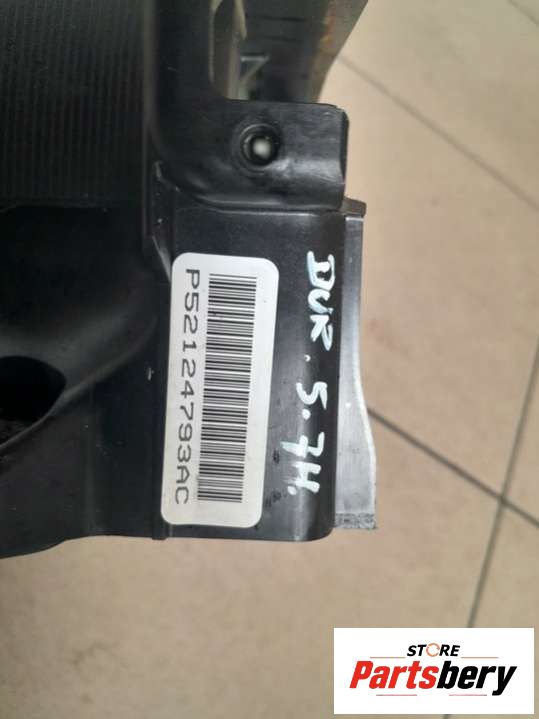 P52124793AC
DUR. 5.7H.
STORE
Partsbery